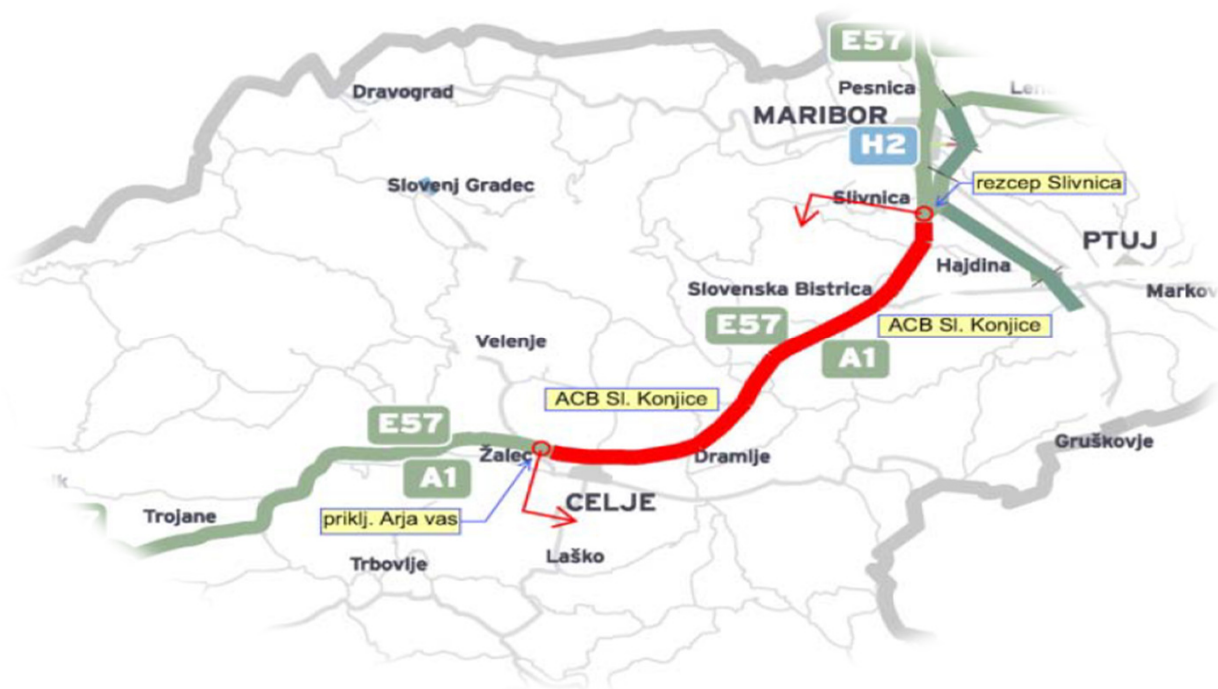 E57
Pesnica
Dravograd
MARIBOR
H2
Slovenj Gradec
rezcep Slivnica
Slivnica
PTUJ
Hajdina
Slovenska Bistrica
Markov
E57
ACB Sl. Konjice
Velenje
A1
ACB Sl. Konjice
E57
Gruškovje
Žalec
Dramlje
A1
CELJE
Trojane
priklj. Arja vas
Laško
Trbovlje